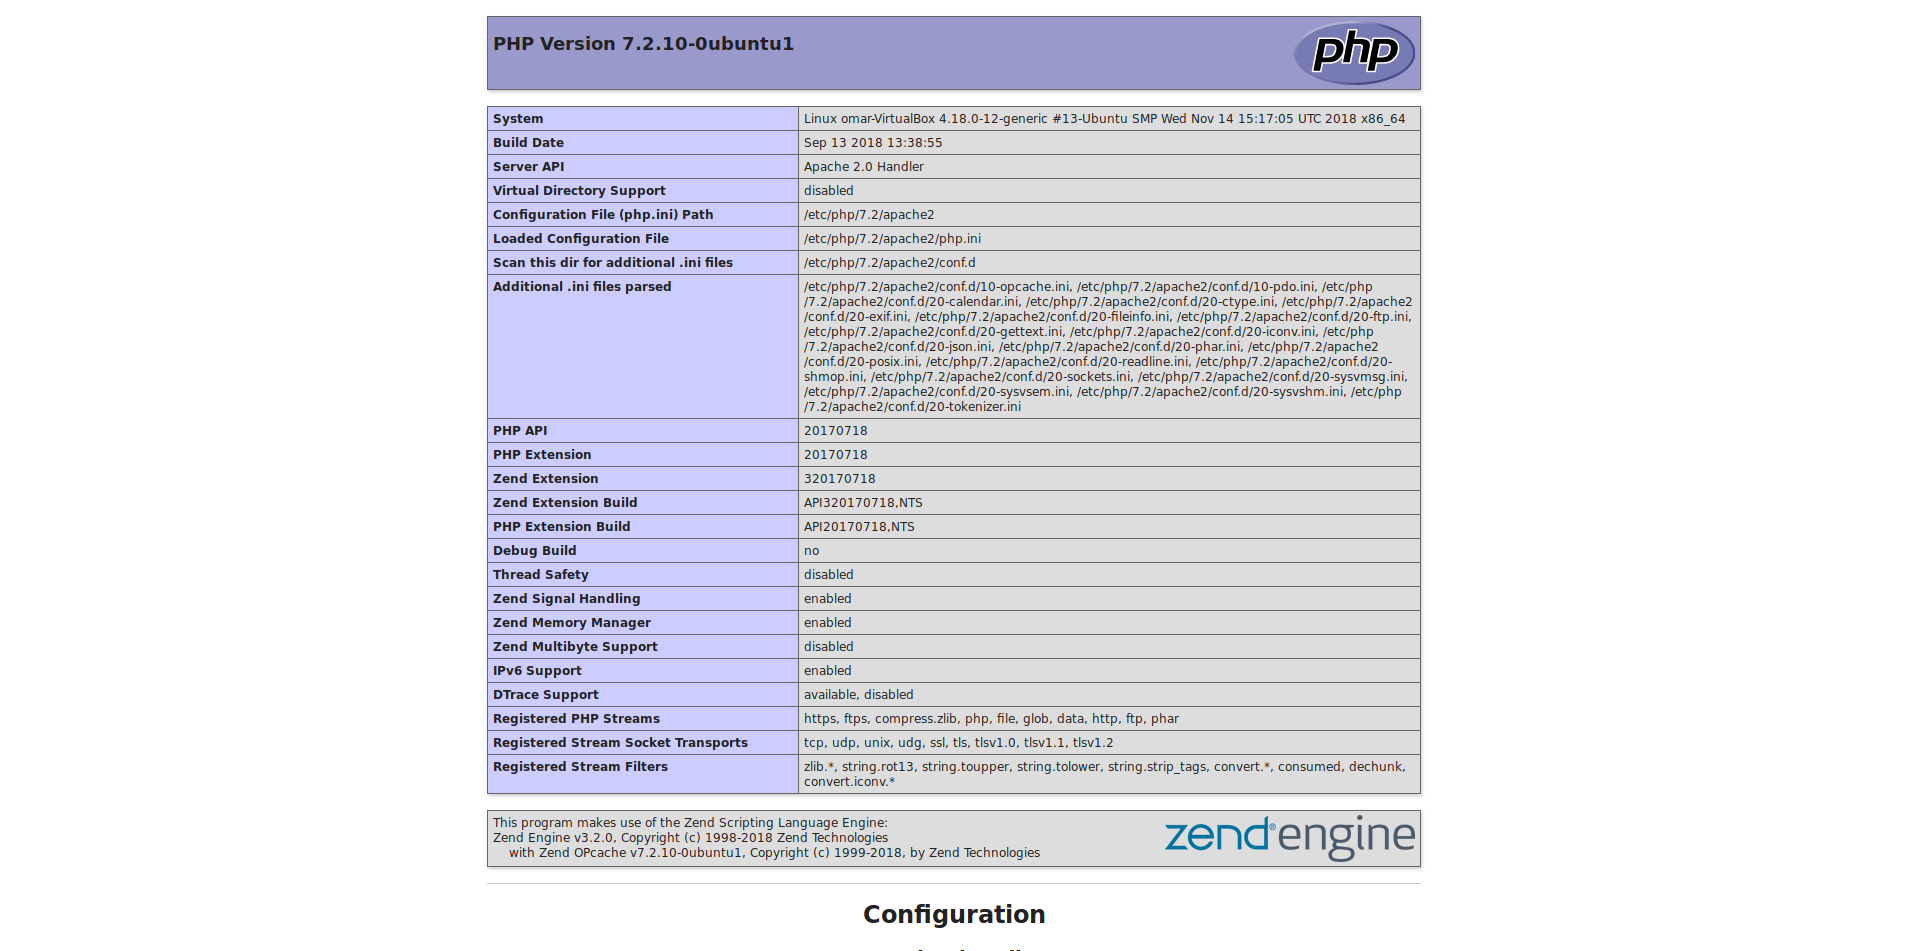 PHP Version 7.2.10-0ubuntu1
php
System Linux omar-VirtualBox 4.18.0-12-generic #13-Ubuntu SMP Wed Nov 14 15:17:05 UTC 2018 x86_64
Build Date Sep 13 2018 13:38:55
Server API Apache 2.0 Handler
Virtual Directory Support disabled
Configuration File (php.ini) Path /etc/php/7.2/apache2
Loaded Configuration File /etc/php/7.2/apache2/php.ini
Scan this dir for additional .ini files /etc/php/7.2/apache2/conf.d
Additional .ini files parsed /etc/php/7.2/apache2/conf.d/10-opcache.ini, /etc/php/7.2/apache2/conf.d/10-pdo.ini, /etc/php
/7.2/apache2/conf.d/20-calendar.ini, /etc/php/7.2/apache2/conf.d/20-ctype.ini, /etc/php/7.2/apache2
/conf.d/20-exif.ini, /etc/php/7.2/apache2/conf.d/20-fileinfo.ini, /etc/php/7.2/apache2/conf.d/20-ftp.ini,
/etc/php/7.2/apache2/conf.d/20-gettext.ini, /etc/php/7.2/apache2/conf.d/20-iconv.ini, /etc/php
/7.2/apache2/conf.d/20-json.ini, /etc/php/7.2/apache2/conf.d/20-phar.ini, /etc/php/7.2/apache2
/conf.d/20-posix.ini, /etc/php/7.2/apache2/conf.d/20-readline.ini, /etc/php/7.2/apache2/conf.d/20-
shmop.ini, /etc/php/7.2/apache2/conf.d/20-sockets.ini, /etc/php/7.2/apache2/conf.d/20-sysvmsg.ini,
/etc/php/7.2/apache2/conf.d/20-sysvsem.ini, /etc/php/7.2/apache2/conf.d/20-sysvshm.ini, /etc/php
/7.2/apache2/conf.d/20-tokenizer.ini
PHP API 20170718
PHP Extension 20170718
Zend Extension 320170718
Zend Extension Build API320170718,NTS
PHP Extension Build API20170718,NTS
Debug Build no
Thread Safety disabled
Zend Signal Handling enabled
Zend Memory Manager enabled
Zend Multibyte Support disabled
IPv6 Support enabled
DTrace Support available, disabled
Registered PHP Streams https, ftps, compress.zlib, php, file, glob, data, http, ftp, phar
Registered Stream Socket Transports tcp, udp, unix, udg, ssl, tls, tlsv1.0, tlsv1.1, tlsv1.2
Registered Stream Filters zlib.*, string.rot13, string.toupper, string.tolower, string.strip_tags, convert.*, consumed, dechunk,
convert.iconv.*
This program makes use of the Zend Scripting Language Engine:
Zend Engine v3.2.0, Copyright (c) 1998-2018 Zend Technologies
with Zend OPcache v7.2.10-0ubuntu1, Copyright (c) 1999-2018, by Zend Technologies
zend® engine
Configuration